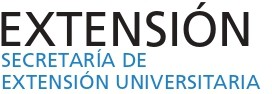 EXTENSIÓN
SECRETARÍA DE
EXTENSIÓN UNIVERSITARIA